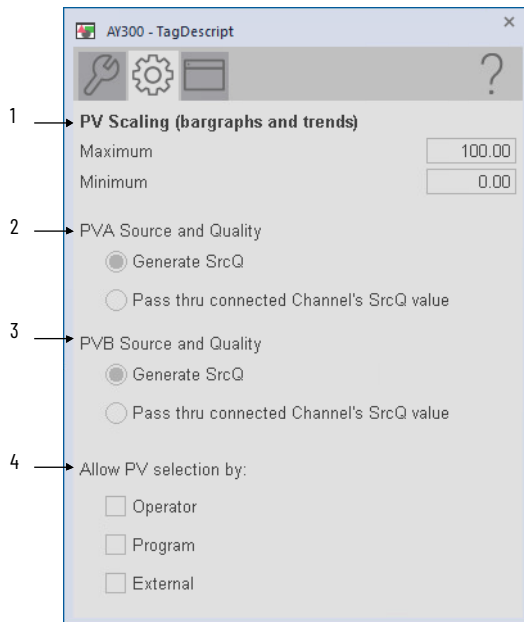 AY300 - TagDescript
×
?
1
PV Scaling (bargraphs and trends)
Maximum 100.00
Minimum 0.00
2
PVA Source and Quality
Generate SrcQ
Pass thru connected Channel's SrcQ value
3
PVB Source and Quality
Generate SrcQ
Pass thru connected Channel's SrcQ value
4
Allow PV selection by:
Operator
Program
External